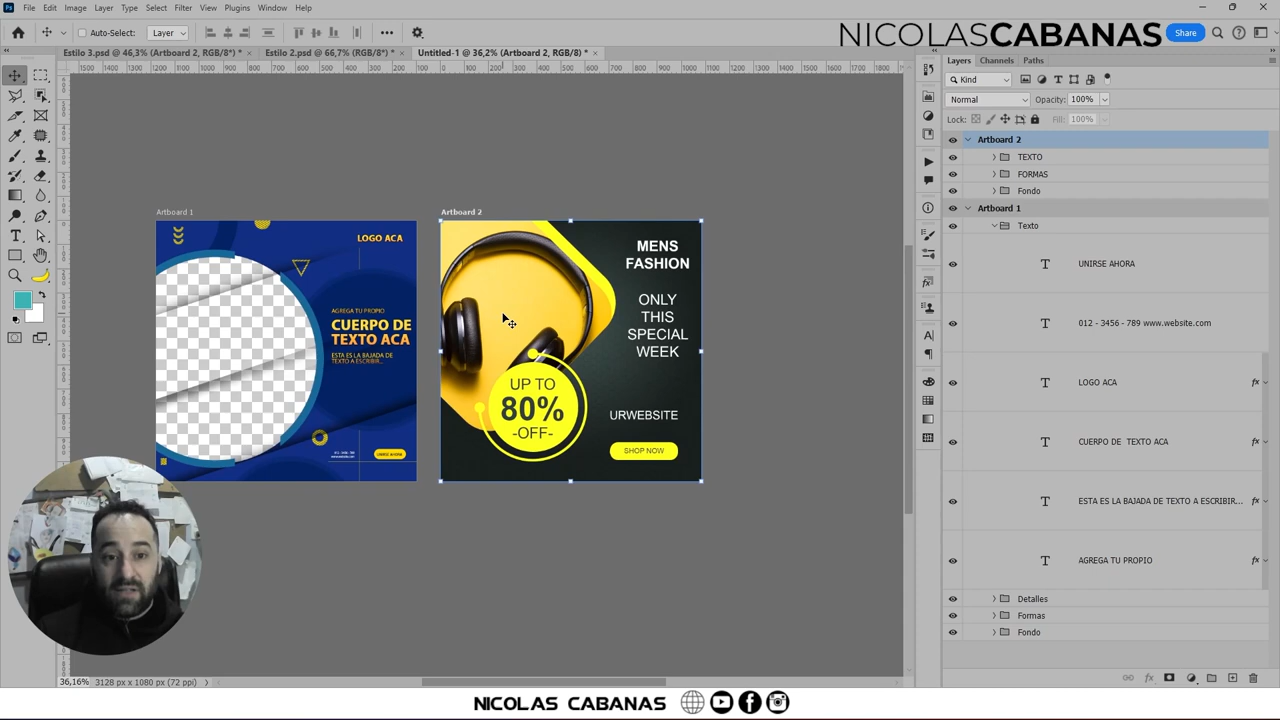 File Edit Image Layer Type Select Filter View Plugins Window Help
Auto-Select: Layer
NICOLASCABANAS
Share
Estilo 3.psd @ 46,3% (Artboard 2, RGB/8*) * ×
Estilo 2.psd @ 66,7% (RGB/8*) * ×
Untitled-1 @ 36,2% (Artboard 2, RGB/8) * ×
Layers Channels Paths
Kind
Normal Opacity: 100%
Lock: Fill: 100%
Artboard 2
TEXTO
FORMAS
Fondo
Artboard 1
Texto
UNIRSE AHORA
012 - 3456 - 789 www.website.com
LOGO ACA
CUERPO DE TEXTO ACA
ESTA ES LA BAJADA DE TEXTO A ESCRIBIR...
AGREGA TU PROPIO
Detalles
Formas
Fondo
Artboard 1
LOGO ACA
AGREGA TU PROPIO
CUERPO DE
TEXTO ACA
ESTA ES LA BAJADA DE
TEXTO A ESCRIBIR...
UNIRSE AHORA
Artboard 2
MENS
FASHION
ONLY
THIS
SPECIAL
WEEK
UP TO
80%
-OFF-
URWEBSITE
SHOP NOW
36,16% 3128 px x 1080 px (72 ppi)
NICOLAS CABANAS